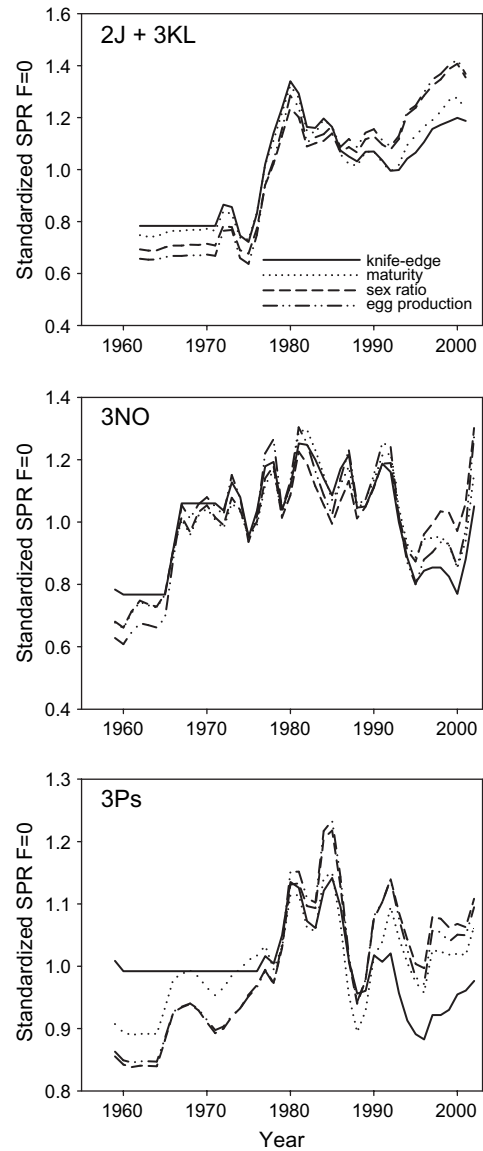 2J + 3KL
Standardized SPR F=0
1.6
1.4
1.2
1.0
0.8
0.6
0.4
knife-edge
maturity
sex ratio
egg production
1960 1970 1980 1990 2000
3NO
Standardized SPR F=0
1.4
1.2
1.0
0.8
0.6
0.4
1960 1970 1980 1990 2000
3Ps
Standardized SPR F=0
1.3
1.2
1.1
1.0
0.9
0.8
1960 1970 1980 1990 2000
Year